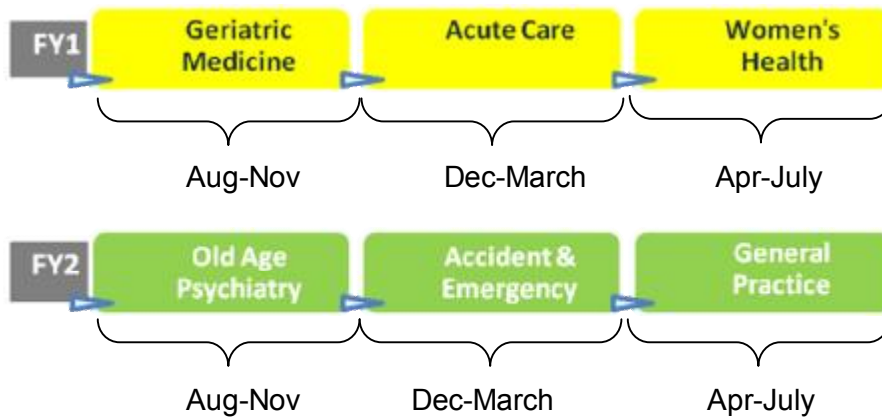 FY1
Geriatric
Medicine
Acute Care
Women's
Health
Aug-Nov
Dec-March
Apr-July
FY2
Old Age
Psychiatry
Accident &
Emergency
General
Practice
Aug-Nov
Dec-March
Apr-July